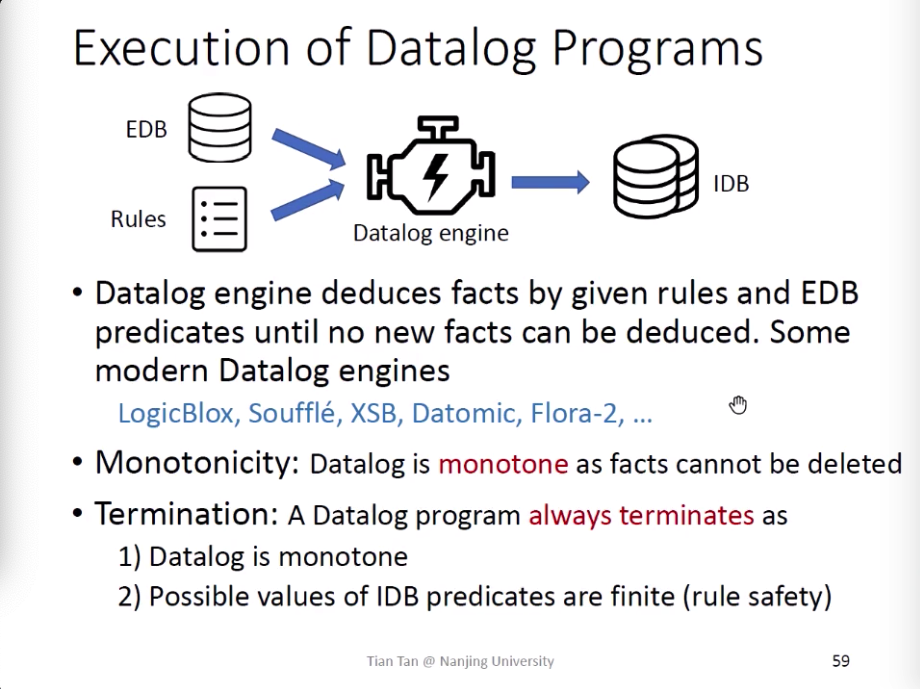 Execution of Datalog Programs
EDB
Rules
Datalog engine
IDB
• Datalog engine deduces facts by given rules and EDB
predicates until no new facts can be deduced. Some
modern Datalog engines
LogicBlox, Soufflé, XSB, Datomic, Flora-2, …
• Monotonicity: Datalog is monotone as facts cannot be deleted
• Termination: A Datalog program always terminates as
1) Datalog is monotone
2) Possible values of IDB predicates are finite (rule safety)
Tian Tan @ Nanjing University
59